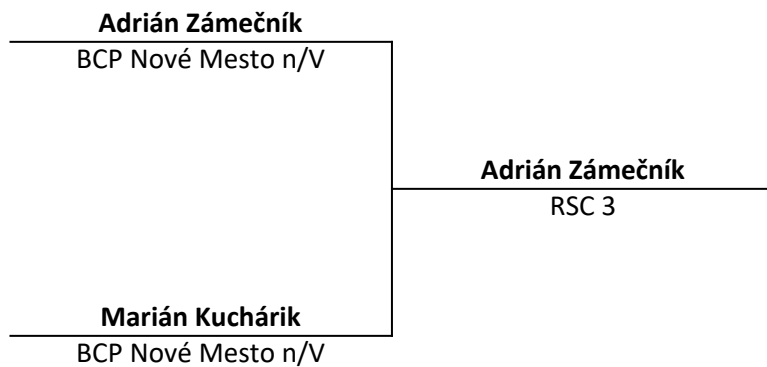 Adrián Zámečník
BCP Nové Mesto n/V
Adrián Zámečník
RSC 3
Marián Kuchárik
BCP Nové Mesto n/V